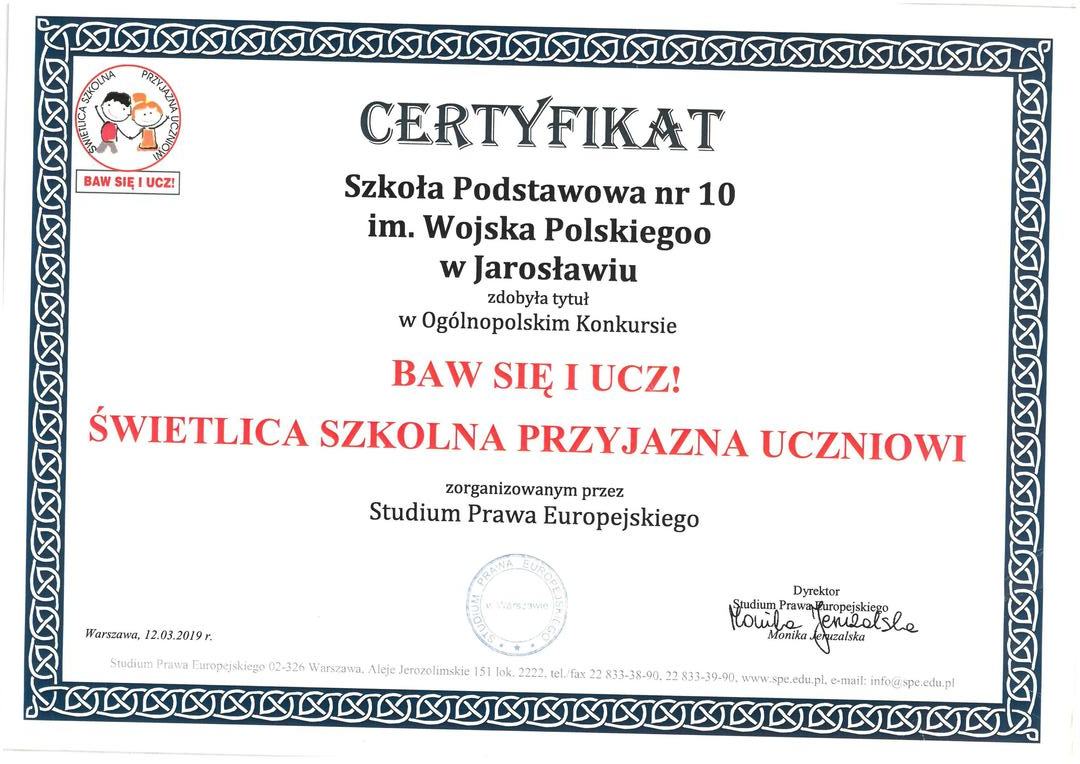 ŚWIETLICA SZKOLNA PRZYJAZNA UCZNIOWI
BAW SIĘ I UCZ!
CERTYFIKAT
Szkoła Podstawowa nr 10
im. Wojska Polskiegoo
w Jarosławiu
zdobyła tytuł
w Ogólnopolskim Konkursie
BAW SIĘ I UCZ!
ŚWIETLICA SZKOLNA PRZYJAZNA UCZNIOWI
zorganizowanym przez
Studium Prawa Europejskiego
STUDIUM PRAWA EUROPEJSKIEGO
w Warszawie
Dyrektor
Studium Prawa Europejskiego
Monika Jeruzalska
Monika Jeruzalska
Warszawa, 12.03.2019 r.
Studium Prawa Europejskiego 02-326 Warszawa, Aleje Jerozolimskie 151 lok. 2222, tel./fax 22 833-38-90, 22 833-39-90, www.spe.edu.pl, e-mail: info@spe.edu.pl